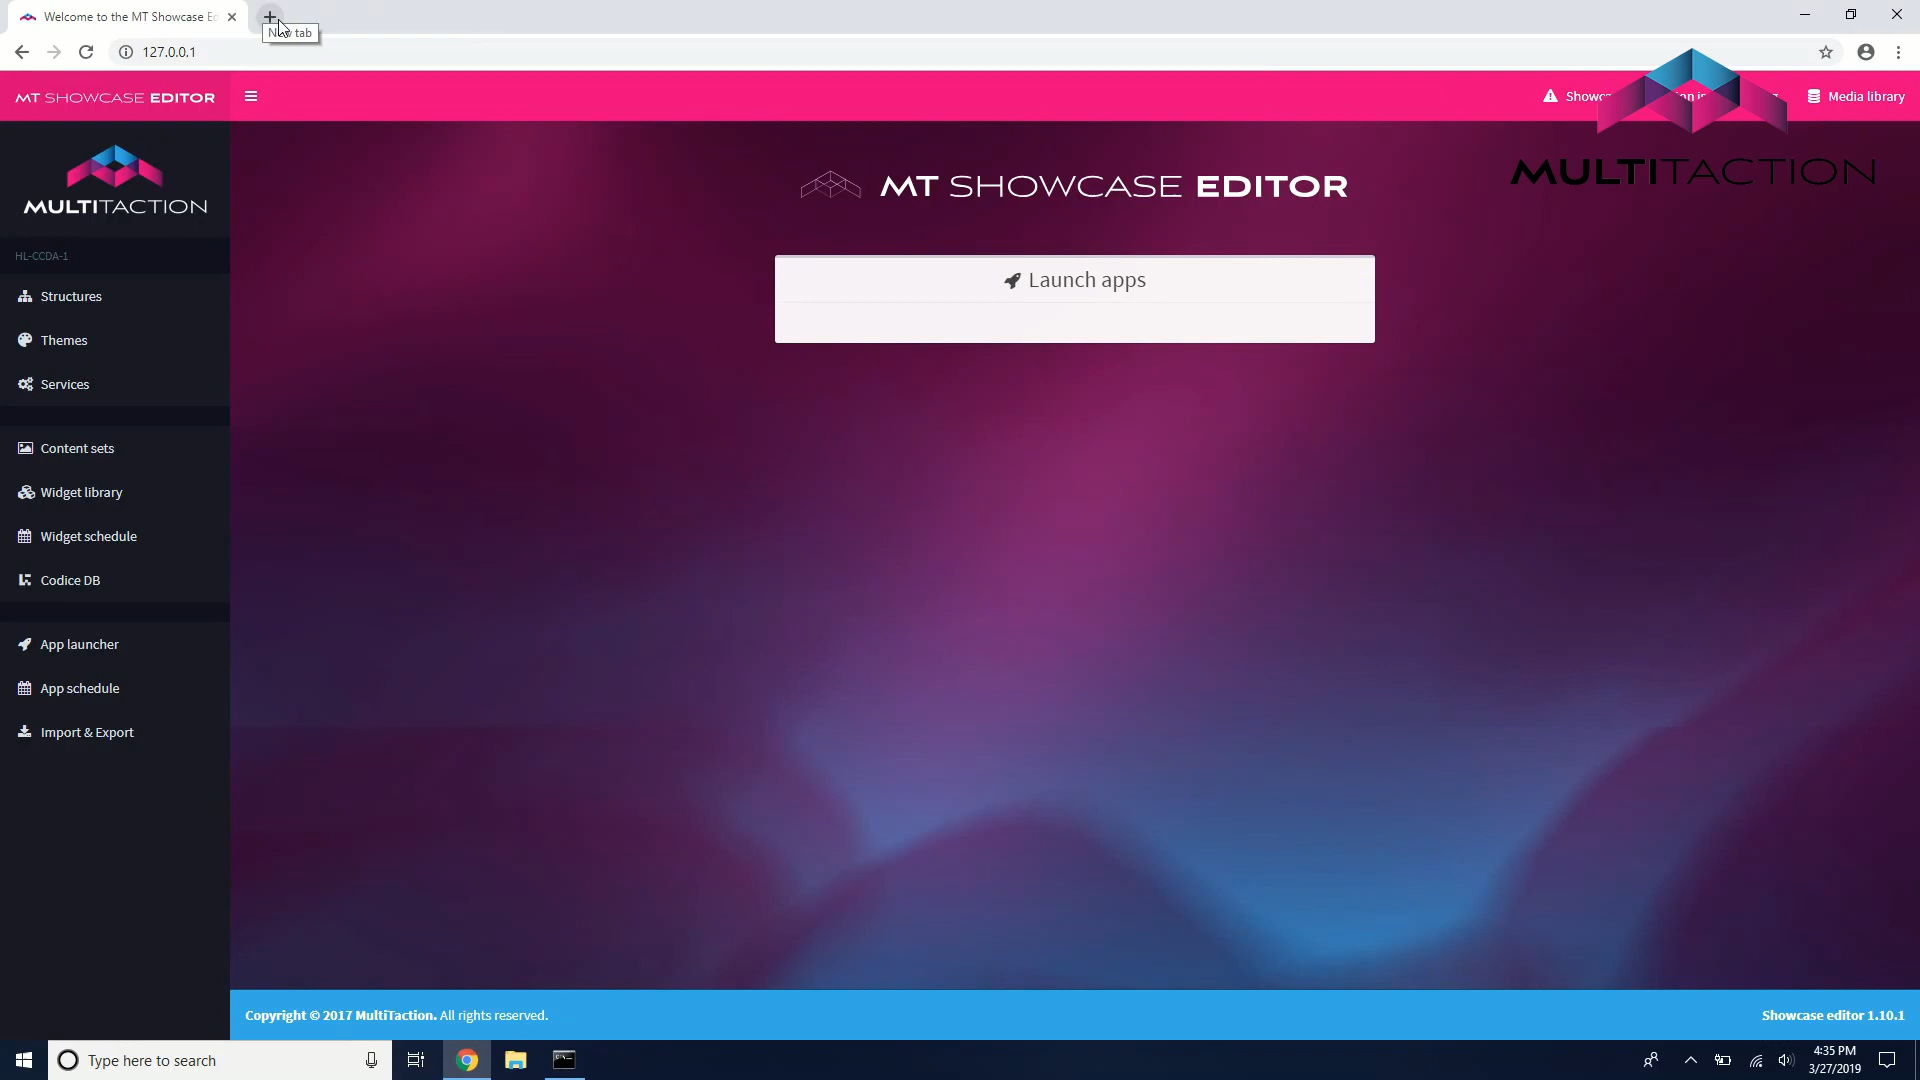 Welcome to the MT Showcase Ed
New tab
127.0.0.1
MT SHOWCASE EDITOR
Media library
MULTITACTION
MULTITACTION
HL-CCDA-1
Structures
Themes
Services
Content sets
Widget library
Widget schedule
Codice DB
App launcher
App schedule
Import & Export
MT SHOWCASE EDITOR
Launch apps
Copyright © 2017 MultiTaction. All rights reserved.
Showcase editor 1.10.1
Type here to search
4:35 PM
3/27/2019